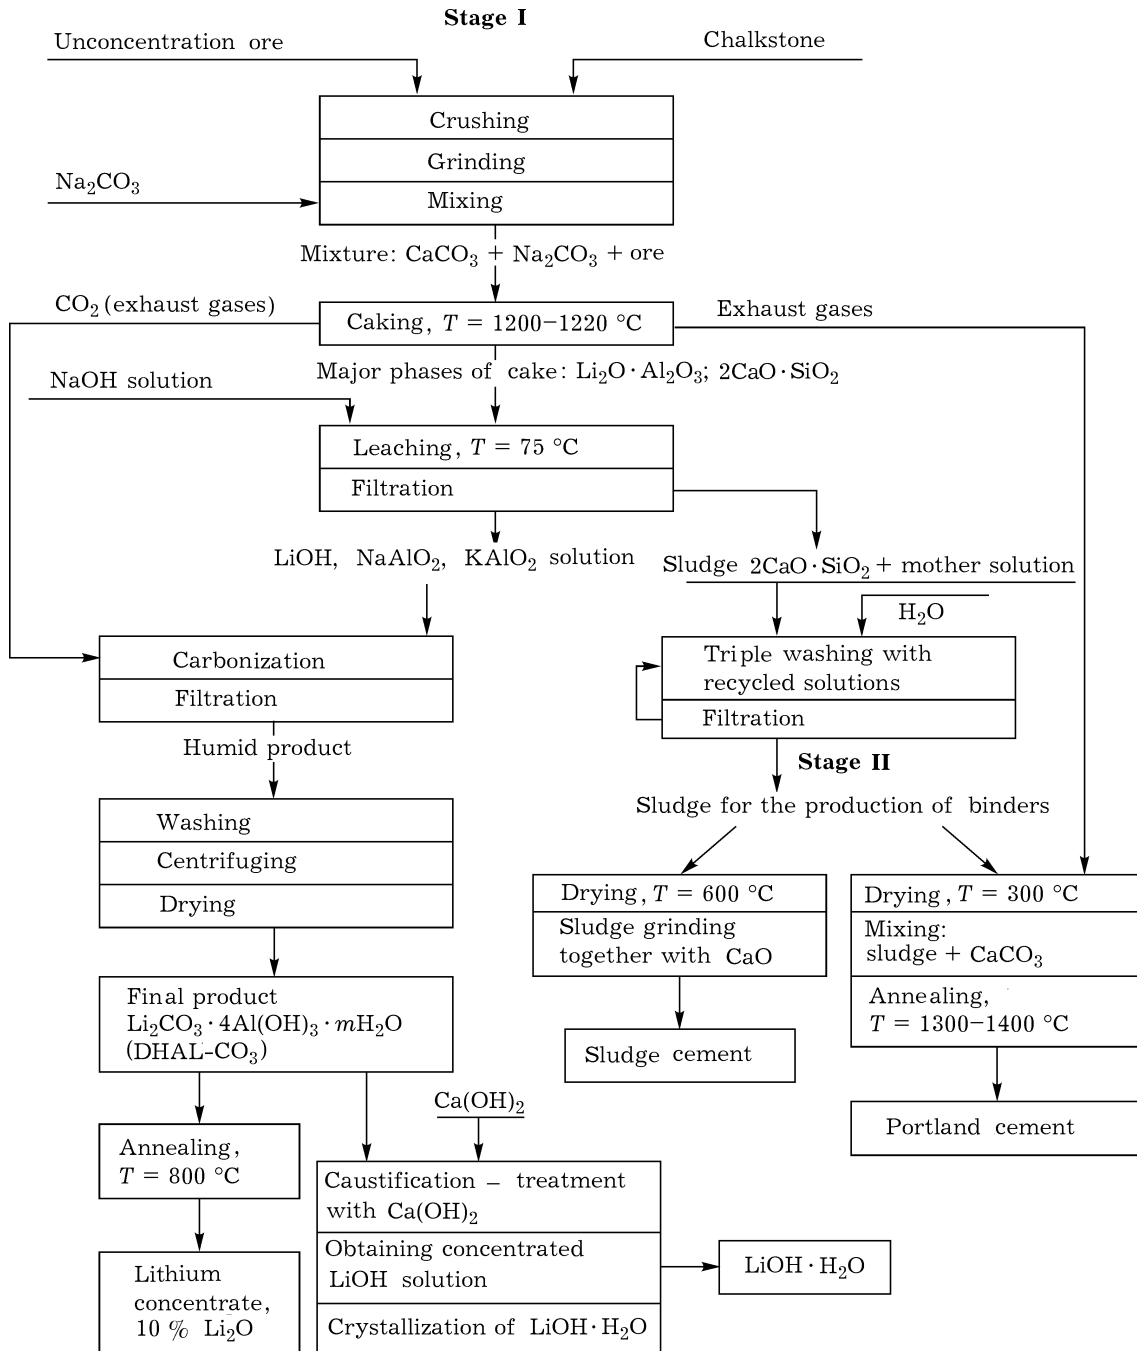 Stage I
Unconcentration ore
Chalkstone
Crushing
Grinding
Na₂CO₃
Mixing
Mixture: CaCO₃ + Na₂CO₃ + ore
CO₂ (exhaust gases)
Exhaust gases
Caking, T = 1200–1220 °C
Major phases of cake: Li₂O·Al₂O₃; 2CaO·SiO₂
NaOH solution
Leaching, T = 75 °C
Filtration
LiOH, NaAlO₂, KAlO₂ solution
Sludge 2CaO·SiO₂ + mother solution
H₂O
Carbonization
Filtration
Triple washing with
recycled solutions
Filtration
Humid product
Stage II
Sludge for the production of binders
Washing
Centrifuging
Drying
Drying, T = 600 °C
Sludge grinding
together with CaO
Drying, T = 300 °C
Mixing:
sludge + CaCO₃
Annealing,
T = 1300–1400 °C
Final product
Li₂CO₃·4Al(OH)₃·mH₂O
(DHAL–CO₃)
Sludge cement
Portland cement
Ca(OH)₂
Annealing,
T = 800 °C
Caustification – treatment
with Ca(OH)₂
Obtaining concentrated
LiOH solution
Crystallization of LiOH·H₂O
LiOH·H₂O
Lithium
concentrate,
10 % Li₂O